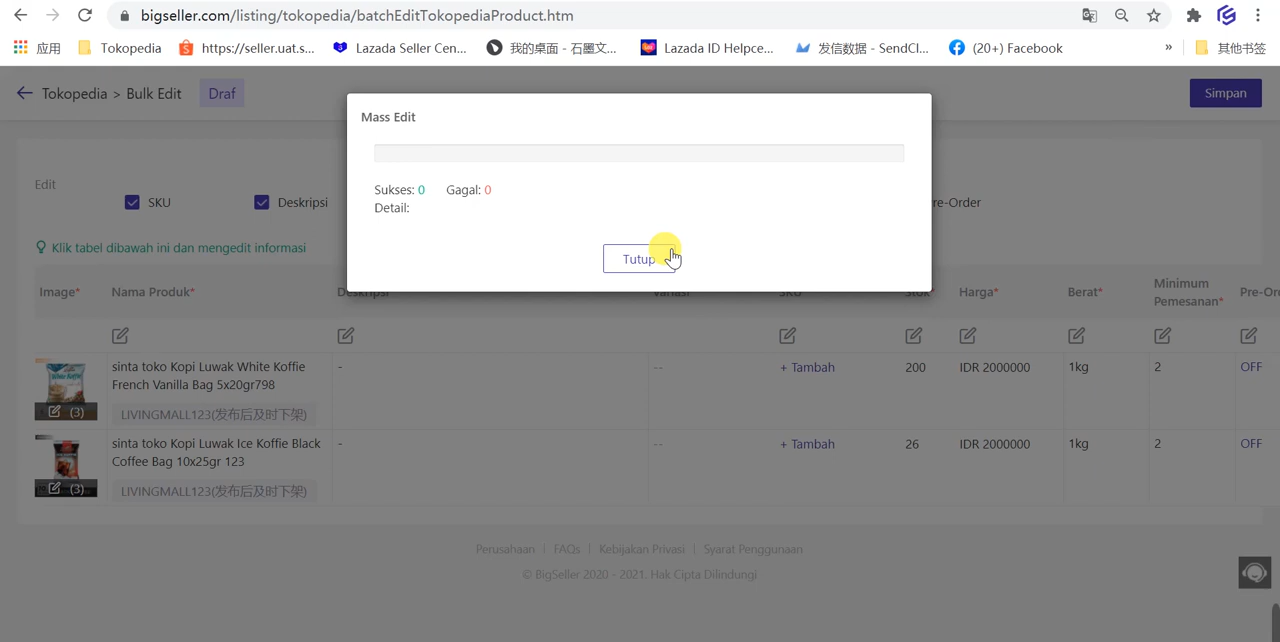 bigseller.com/listing/tokopedia/batchEditTokopediaProduct.htm
应用 Tokopedia https://seller.uat.s... Lazada Seller Cen... 我的桌面 - 石墨文... Lazada ID Helpce... 发信数据 - SendCl... (20+) Facebook » 其他书签
Tokopedia > Bulk Edit Draf Simpan
Mass Edit
Sukses: 0 Gagal: 0
Detail:
Tutup
Edit
SKU Deskripsi re-Order
Klik tabel dibawah ini dan mengedit informasi
Image* Nama Produk* Deskripsi Variasi SKU Stok* Harga* Berat* Minimum Pemesanan* Pre-Or
sinta toko Kopi Luwak White Koffie - -- + Tambah 200 IDR 2000000 1kg 2 OFF
French Vanilla Bag 5x20gr798
(3) LIVINGMALL123(发布后及时下架)
sinta toko Kopi Luwak Ice Koffie Black - -- + Tambah 26 IDR 2000000 1kg 2 OFF
Coffee Bag 10x25gr 123
(3) LIVINGMALL123(发布后及时下架)
Perusahaan | FAQs | Kebijakan Privasi | Syarat Penggunaan
© BigSeller 2020 - 2021. Hak Cipta Dilindungi